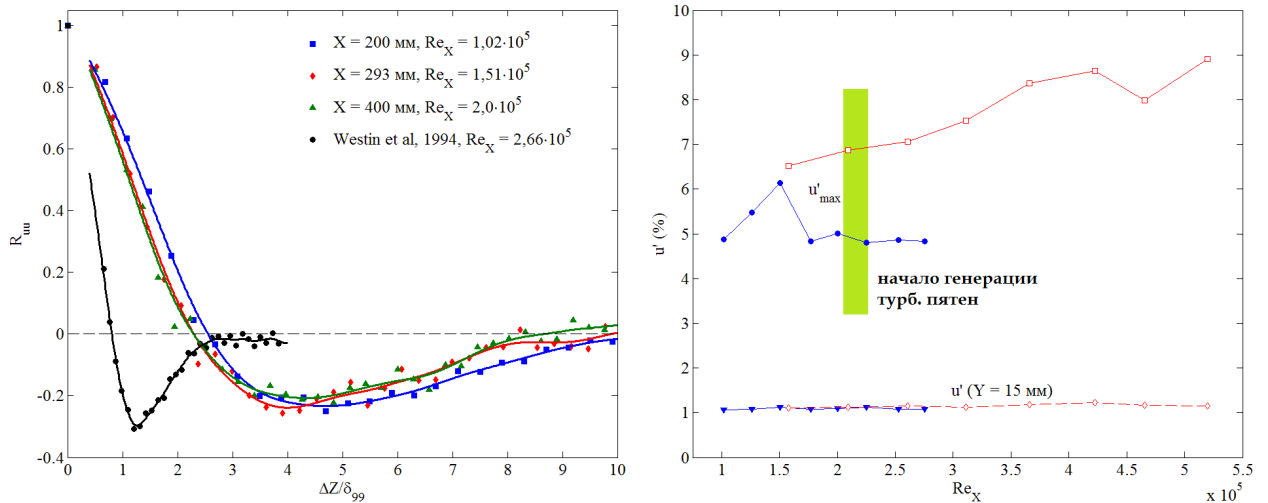 1
0.8
0.6
0.4
0.2
0
-0.2
-0.4
R_uu
0 1 2 3 4 5 6 7 8 9 10
ΔZ/δ_99
X = 200 мм, Re_X = 1,02·10^5
X = 293 мм, Re_X = 1,51·10^5
X = 400 мм, Re_X = 2,0·10^5
Westin et al, 1994, Re_X = 2,66·10^5
10
9
8
7
6
5
4
3
2
1
0
u' (%)
u'_max
начало генерации
турб. пятен
u' (Y = 15 мм)
1 1.5 2 2.5 3 3.5 4 4.5 5 5.5
Re_X
x 10^5